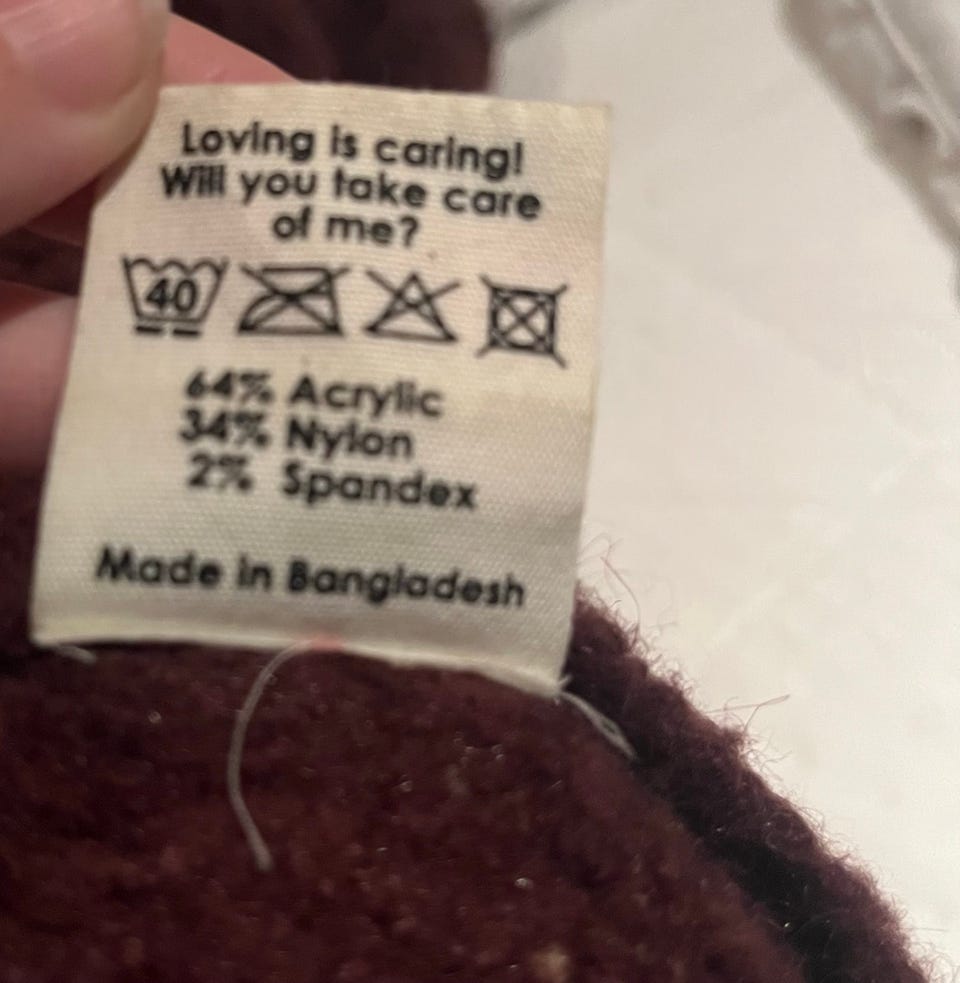 Loving is caring!
Will you take care
of me?
40
64% Acrylic
34% Nylon
2% Spandex
Made in Bangladesh